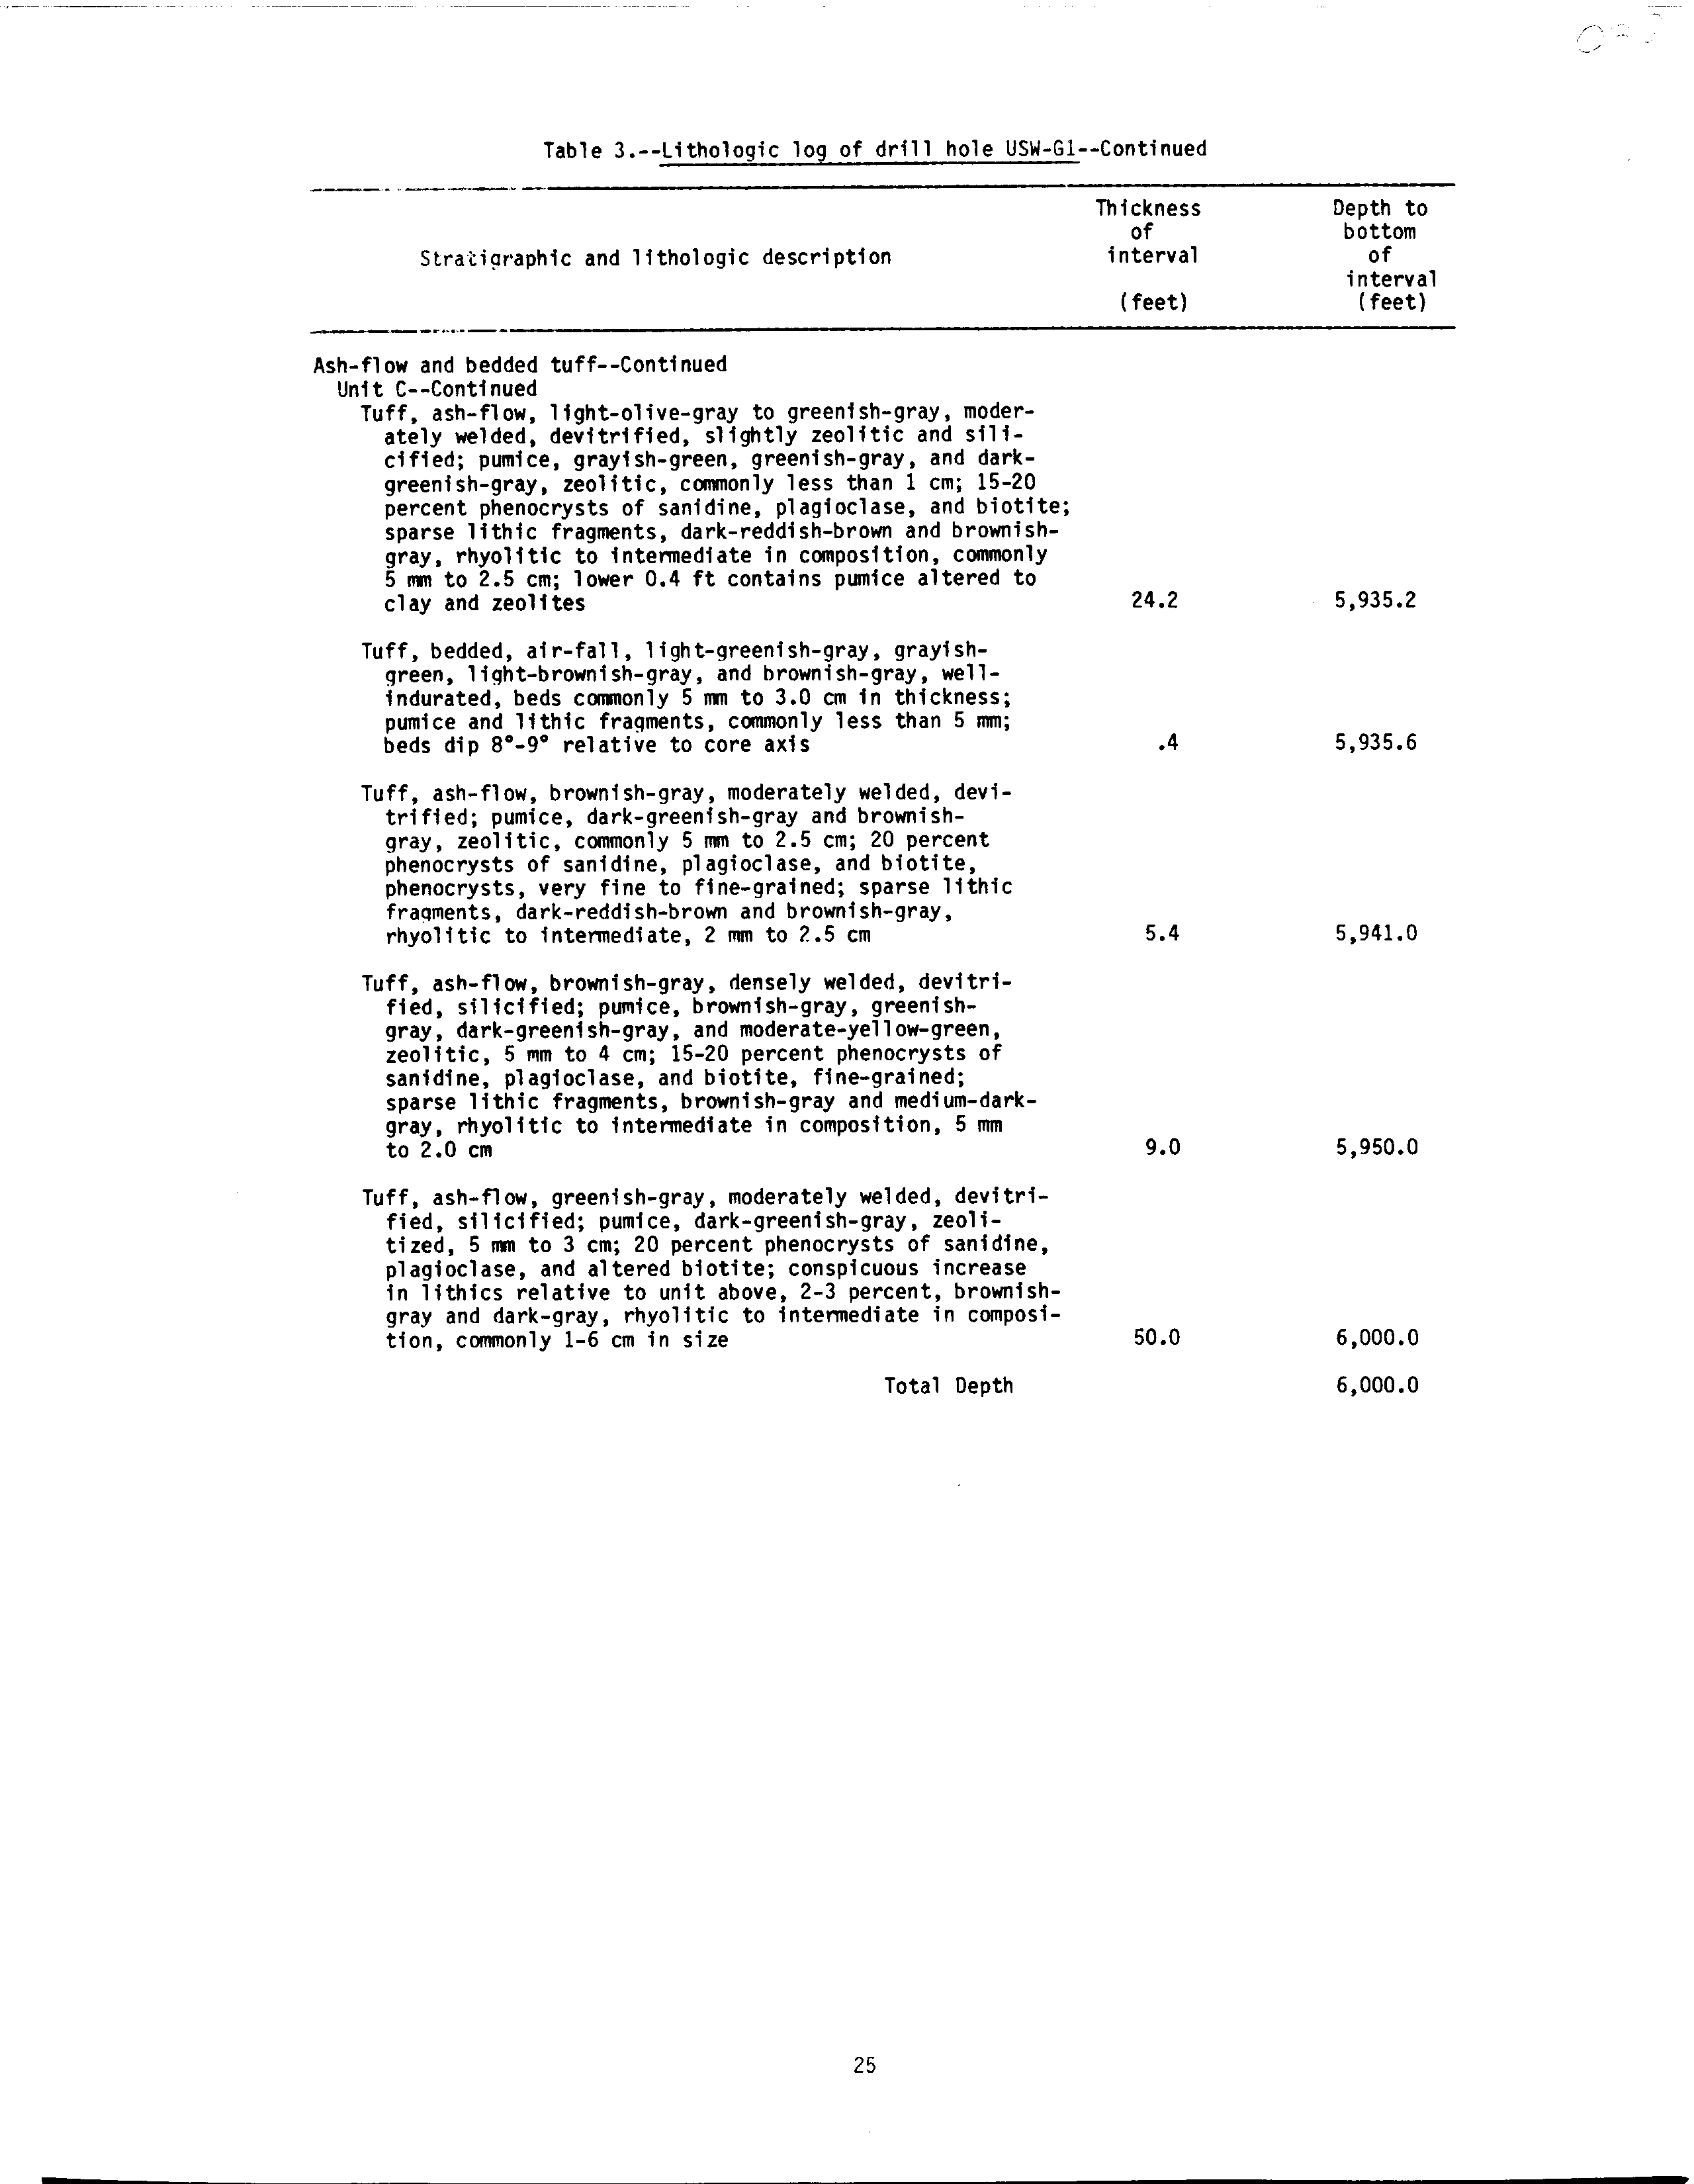 Table 3.--Lithologic log of drill hole USW-G1--Continued
Stratigraphic and lithologic description
Thickness
of
interval
(feet)
Depth to
bottom
of
interval
(feet)
Ash-flow and bedded tuff--Continued
Unit C--Continued
Tuff, ash-flow, light-olive-gray to greenish-gray, moder-
ately welded, devitrified, slightly zeolitic and sili-
cified; pumice, grayish-green, greenish-gray, and dark-
greenish-gray, zeolitic, commonly less than 1 cm; 15-20
percent phenocrysts of sanidine, plagioclase, and biotite;
sparse lithic fragments, dark-reddish-brown and brownish-
gray, rhyolitic to intermediate in composition, commonly
5 mm to 2.5 cm; lower 0.4 ft contains pumice altered to
clay and zeolites 24.2 5,935.2
Tuff, bedded, air-fall, light-greenish-gray, grayish-
green, light-brownish-gray, and brownish-gray, well-
indurated, beds commonly 5 mm to 3.0 cm in thickness;
pumice and lithic fragments, commonly less than 5 mm;
beds dip 8°-9° relative to core axis .4 5,935.6
Tuff, ash-flow, brownish-gray, moderately welded, devi-
trified; pumice, dark-greenish-gray and brownish-
gray, zeolitic, commonly 5 mm to 2.5 cm; 20 percent
phenocrysts of sanidine, plagioclase, and biotite,
phenocrysts, very fine to fine-grained; sparse lithic
fragments, dark-reddish-brown and brownish-gray,
rhyolitic to intermediate, 2 mm to 2.5 cm 5.4 5,941.0
Tuff, ash-flow, brownish-gray, densely welded, devitri-
fied, silicified; pumice, brownish-gray, greenish-
gray, dark-greenish-gray, and moderate-yellow-green,
zeolitic, 5 mm to 4 cm; 15-20 percent phenocrysts of
sanidine, plagioclase, and biotite, fine-grained;
sparse lithic fragments, brownish-gray and medium-dark-
gray, rhyolitic to intermediate in composition, 5 mm
to 2.0 cm 9.0 5,950.0
Tuff, ash-flow, greenish-gray, moderately welded, devitri-
fied, silicified; pumice, dark-greenish-gray, zeoli-
tized, 5 mm to 3 cm; 20 percent phenocrysts of sanidine,
plagioclase, and altered biotite; conspicuous increase
in lithics relative to unit above, 2-3 percent, brownish-
gray and dark-gray, rhyolitic to intermediate in composi-
tion, commonly 1-6 cm in size 50.0 6,000.0
Total Depth 6,000.0
25